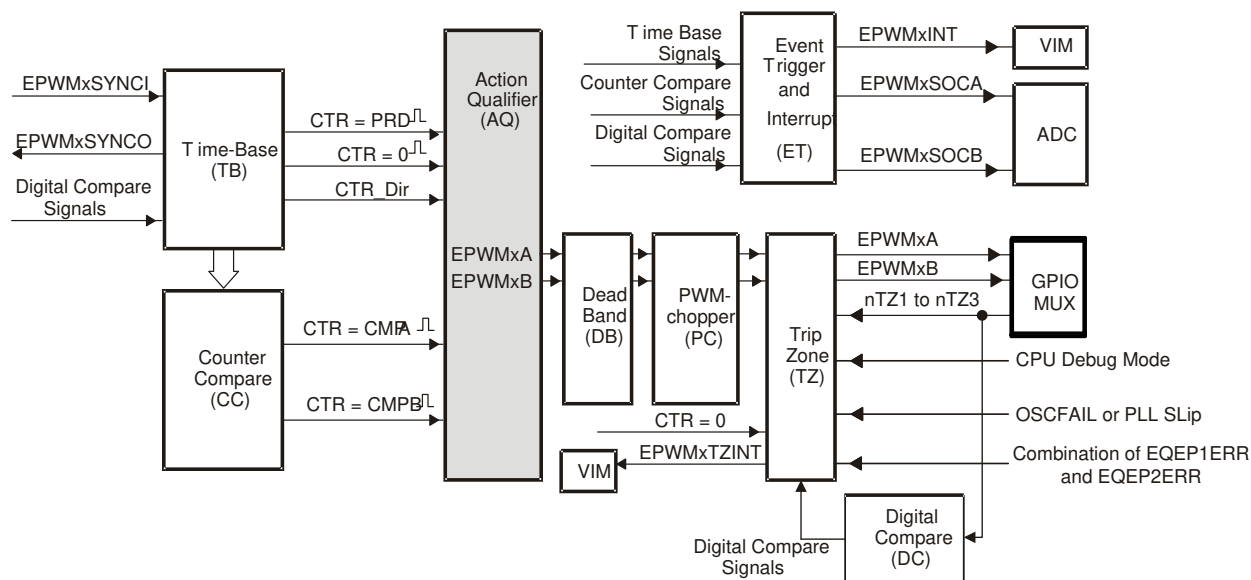 EPWMxSYNCI
EPWMxSYNCO
Digital Compare
Signals
Time-Base
(TB)
CTR = PRD
CTR = 0
CTR_Dir
Counter
Compare
(CC)
CTR = CMPA
CTR = CMPB
Action
Qualifier
(AQ)
EPWMxA
EPWMxB
Time Base
Signals
Counter Compare
Signals
Digital Compare
Signals
Event
Trigger
and
Interrupt
(ET)
EPWMxINT
EPWMxSOCA
EPWMxSOCB
VIM
ADC
Dead
Band
(DB)
PWM-
chopper
(PC)
Trip
Zone
(TZ)
EPWMxA
EPWMxB
nTZ1 to nTZ3
GPIO
MUX
CPU Debug Mode
OSCFAIL or PLL SLip
Combination of EQEP1ERR
and EQEP2ERR
CTR = 0
EPWMxTZINT
VIM
Digital Compare
Signals
Digital
Compare
(DC)